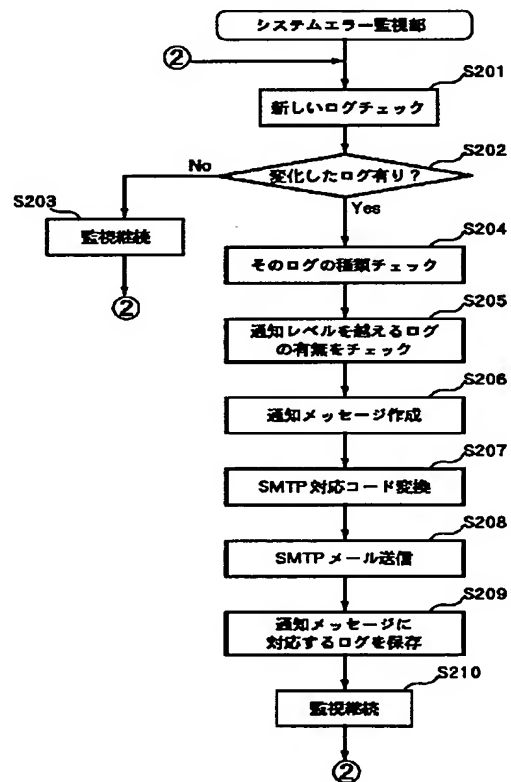 システムエラー監視部
②
S201
新しいログチェック
S202
変化したログ有り？
No
Yes
S203
監視継続
②
S204
そのログの種類チェック
S205
通知レベルを越えるログ
の有無をチェック
S206
通知メッセージ作成
S207
SMTP対応コード変換
S208
SMTPメール送信
S209
通知メッセージに
対応するログを保存
S210
監視継続
②